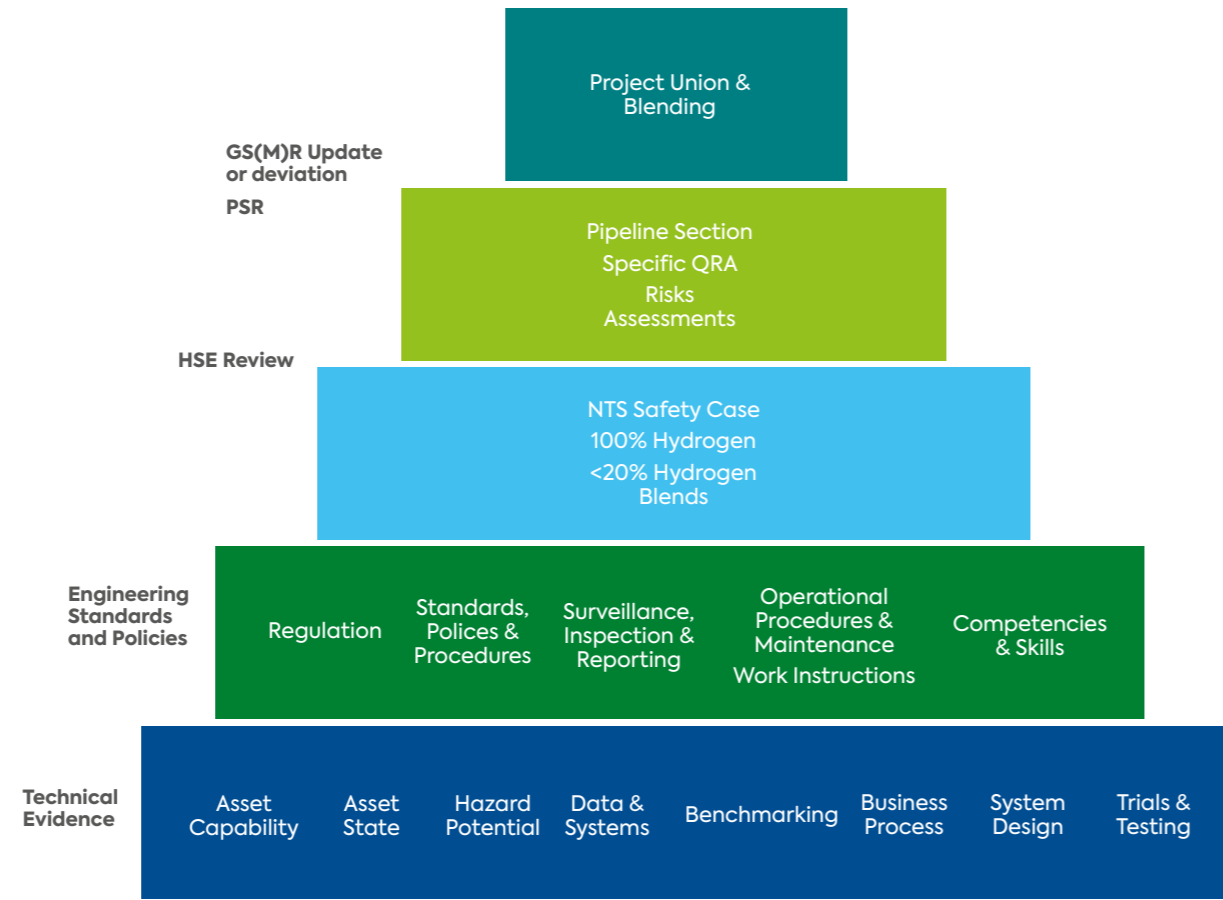 Project Union &
Blending
GS(M)R Update
or deviation
PSR
Pipeline Section
Specific QRA
Risks
Assessments
HSE Review
NTS Safety Case
100% Hydrogen
<20% Hydrogen
Blends
Engineering
Standards
and Policies
Regulation
Standards,
Polices &
Procedures
Surveillance,
Inspection &
Reporting
Operational
Procedures &
Maintenance
Work Instructions
Competencies
& Skills
Technical
Evidence
Asset
Capability
Asset
State
Hazard
Potential
Data &
Systems
Benchmarking
Business
Process
System
Design
Trials &
Testing